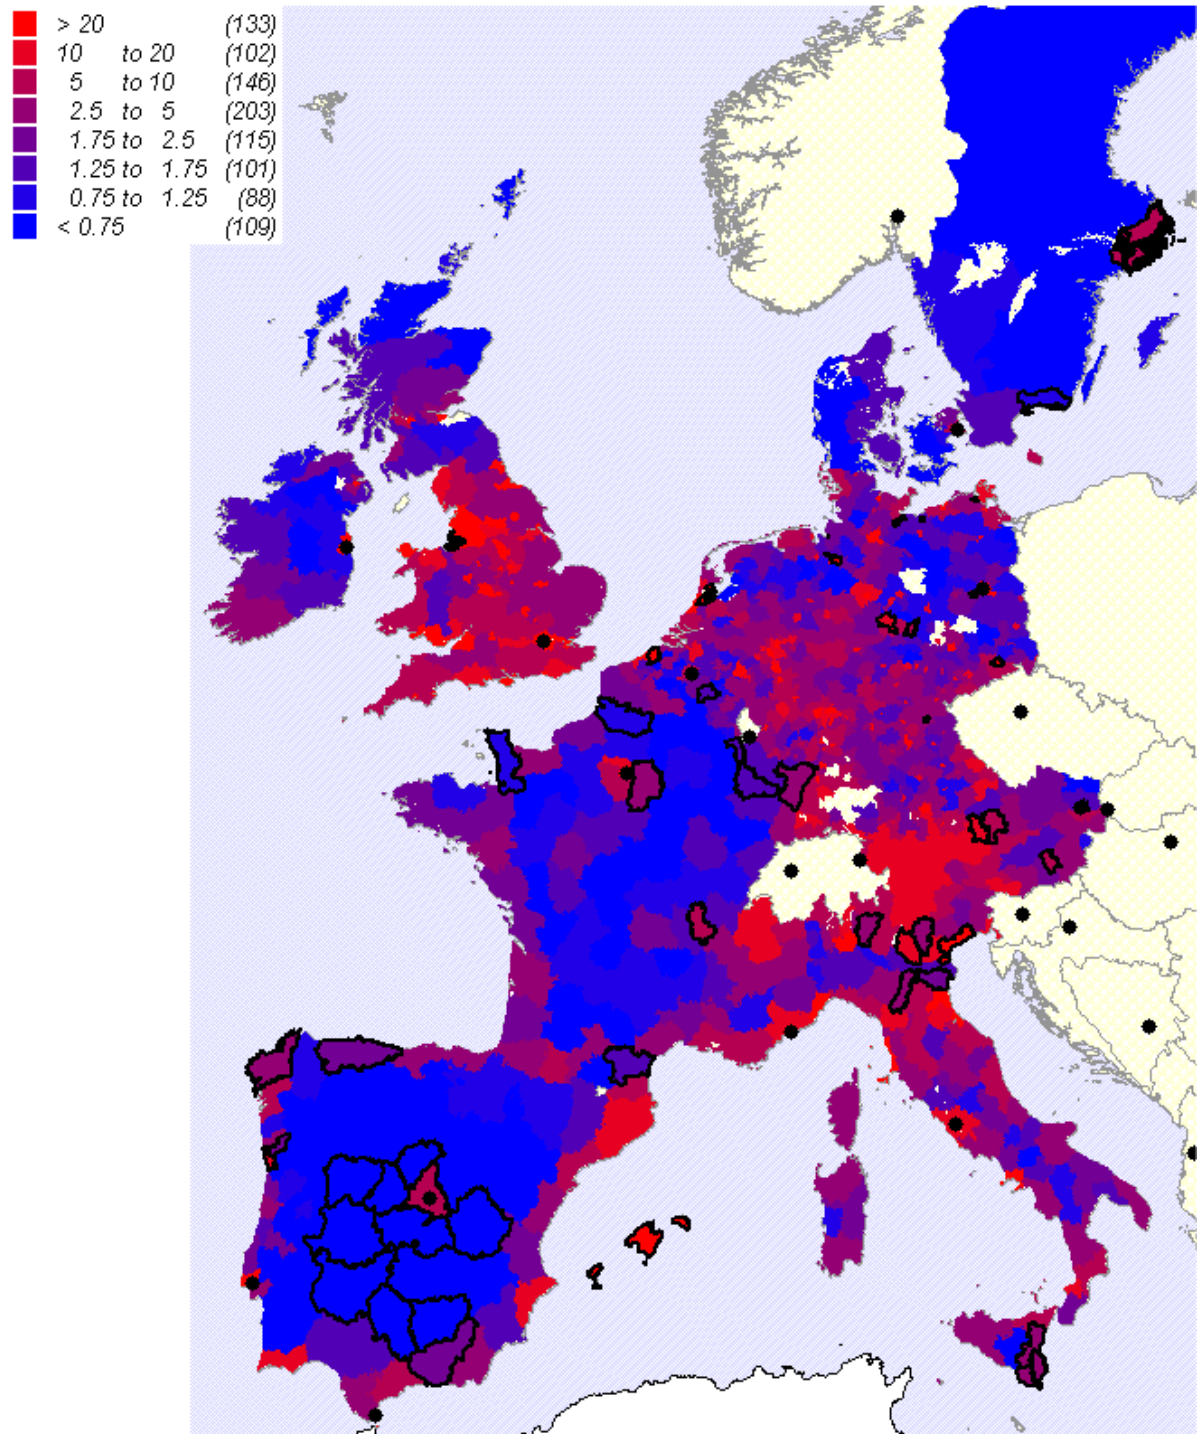 > 20 (133)
10 to 20 (102)
5 to 10 (146)
2.5 to 5 (203)
1.75 to 2.5 (115)
1.25 to 1.75 (101)
0.75 to 1.25 (88)
< 0.75 (109)